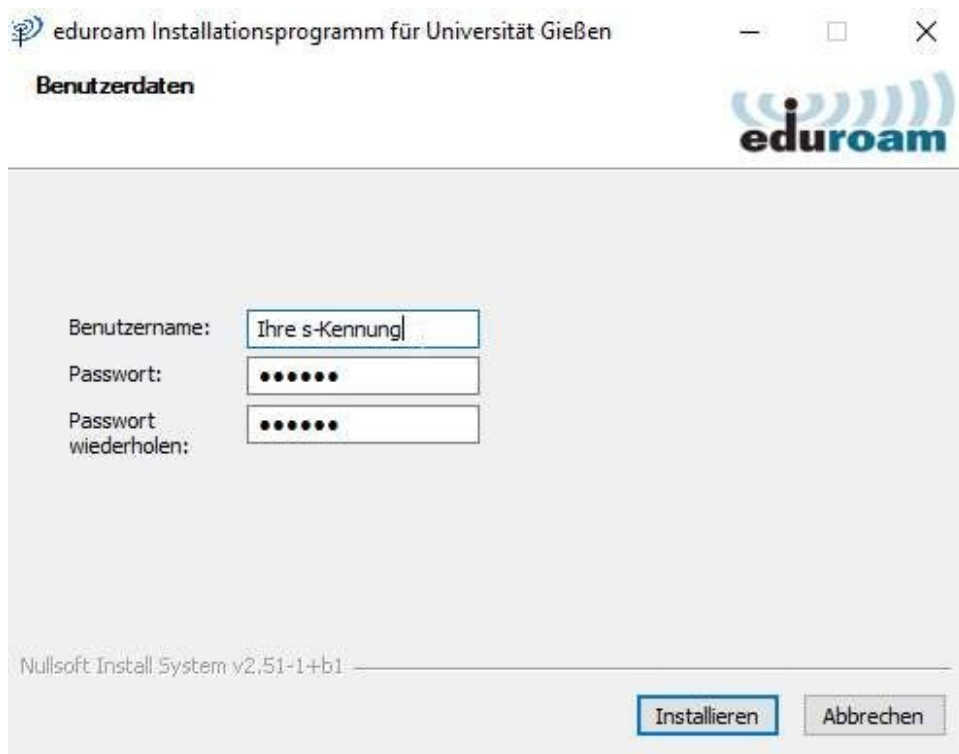 eduroam Installationsprogramm für Universität Gießen
Benutzerdaten
eduroam
Benutzername:
Ihre s-Kennung
Passwort:
••••••
Passwort
wiederholen:
••••••
Nullsoft Install System v2.51-1+b1
Installieren
Abbrechen